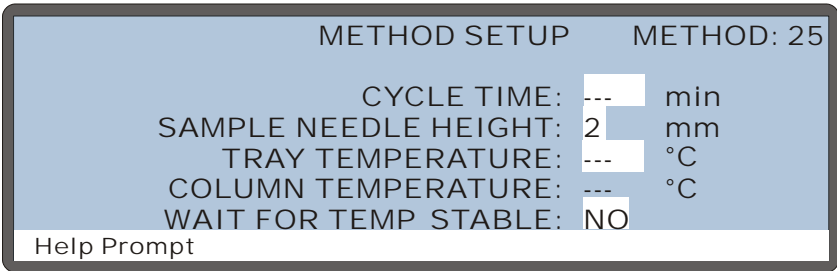 METHOD SETUP METHOD: 25
CYCLE TIME: --- min
SAMPLE NEEDLE HEIGHT: 2 mm
TRAY TEMPERATURE: --- °C
COLUMN TEMPERATURE: --- °C
WAIT FOR TEMP STABLE: NO
Help Prompt